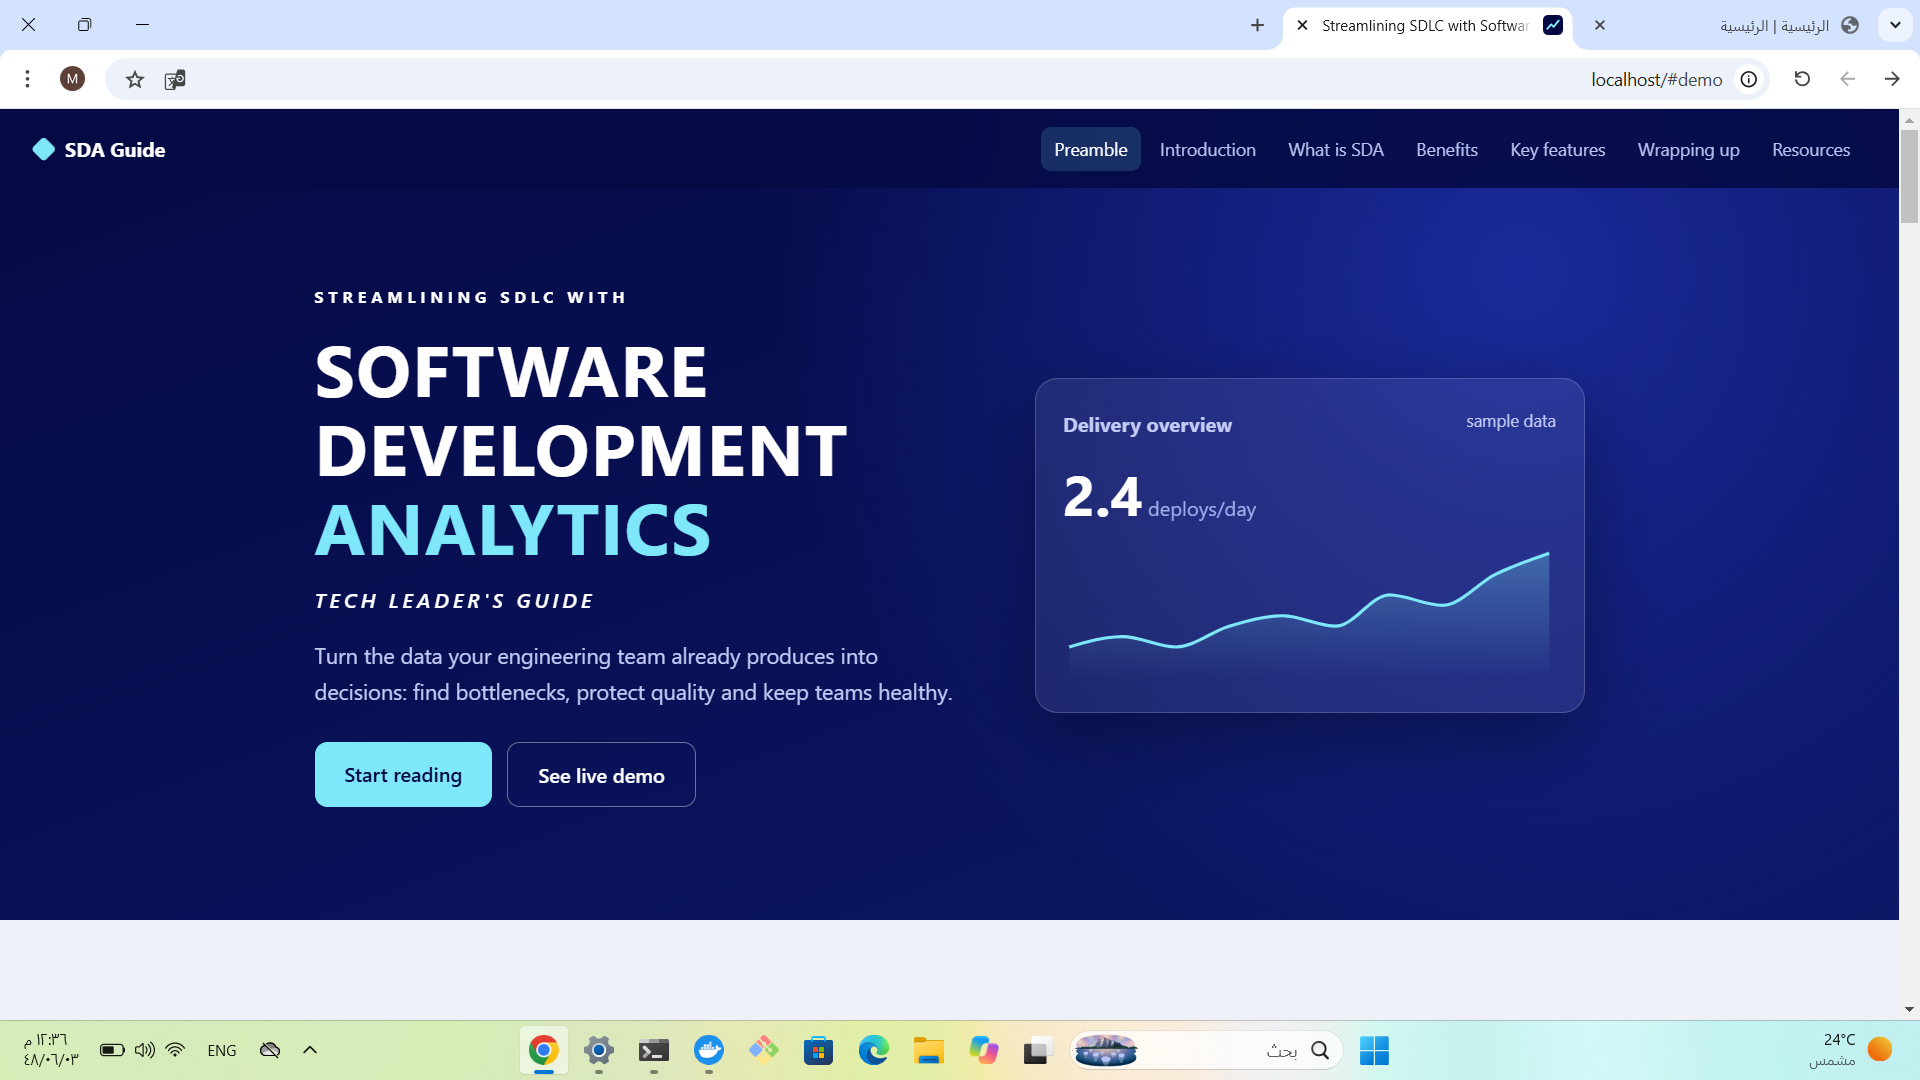 Streamlining SDLC with Softwar
الرئيسية | الرئيسية
M
localhost/#demo
SDA Guide
Preamble
Introduction
What is SDA
Benefits
Key features
Wrapping up
Resources
STREAMLINING SDLC WITH
SOFTWARE
DEVELOPMENT
ANALYTICS
TECH LEADER'S GUIDE
Turn the data your engineering team already produces into
decisions: find bottlenecks, protect quality and keep teams healthy.
Start reading
See live demo
Delivery overview
sample data
2.4 deploys/day
١٢:٣٦ م
٤٨/٠٦/٠٣
ENG
بحث
24°C
مشمس